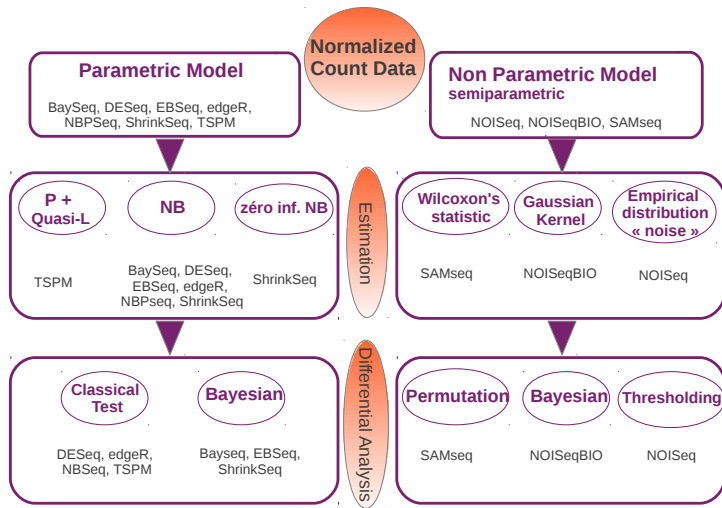 Normalized
Count Data
Parametric Model
BaySeq, DESeq, EBSeq, edgeR,
NBPSeq, ShrinkSeq, TSPM
Non Parametric Model
semiparametric
NOISeq, NOISeqBIO, SAMseq
P +
Quasi-L
NB
zéro inf. NB
TSPM
BaySeq, DESeq,
EBSeq, edgeR,
NBPseq, ShrinkSeq
ShrinkSeq
Estimation
Wilcoxon's
statistic
Gaussian
Kernel
Empirical
distribution
« noise »
SAMseq
NOISeqBIO
NOISeq
Classical
Test
Bayesian
DESeq, edgeR,
NBSeq, TSPM
Bayseq, EBSeq,
ShrinkSeq
Differential Analysis
Permutation
Bayesian
Thresholding
SAMseq
NOISeqBIO
NOISeq